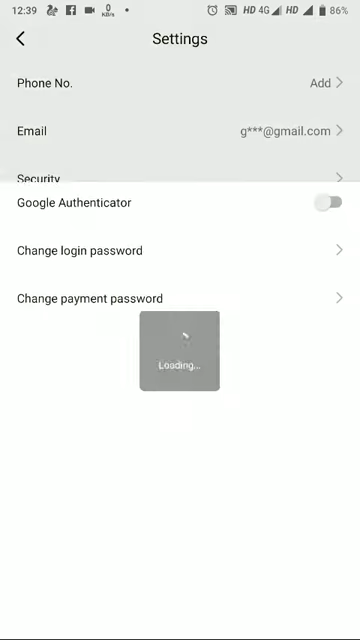 12:39 0 KB/s HD 4G HD 86%
Settings
Phone No. Add
Email g***@gmail.com
Security
Google Authenticator
Change login password
Change payment password
Loading...